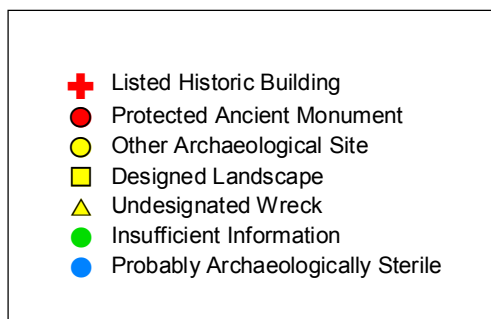 Listed Historic Building
Protected Ancient Monument
Other Archaeological Site
Designed Landscape
Undesignated Wreck
Insufficient Information
Probably Archaeologically Sterile